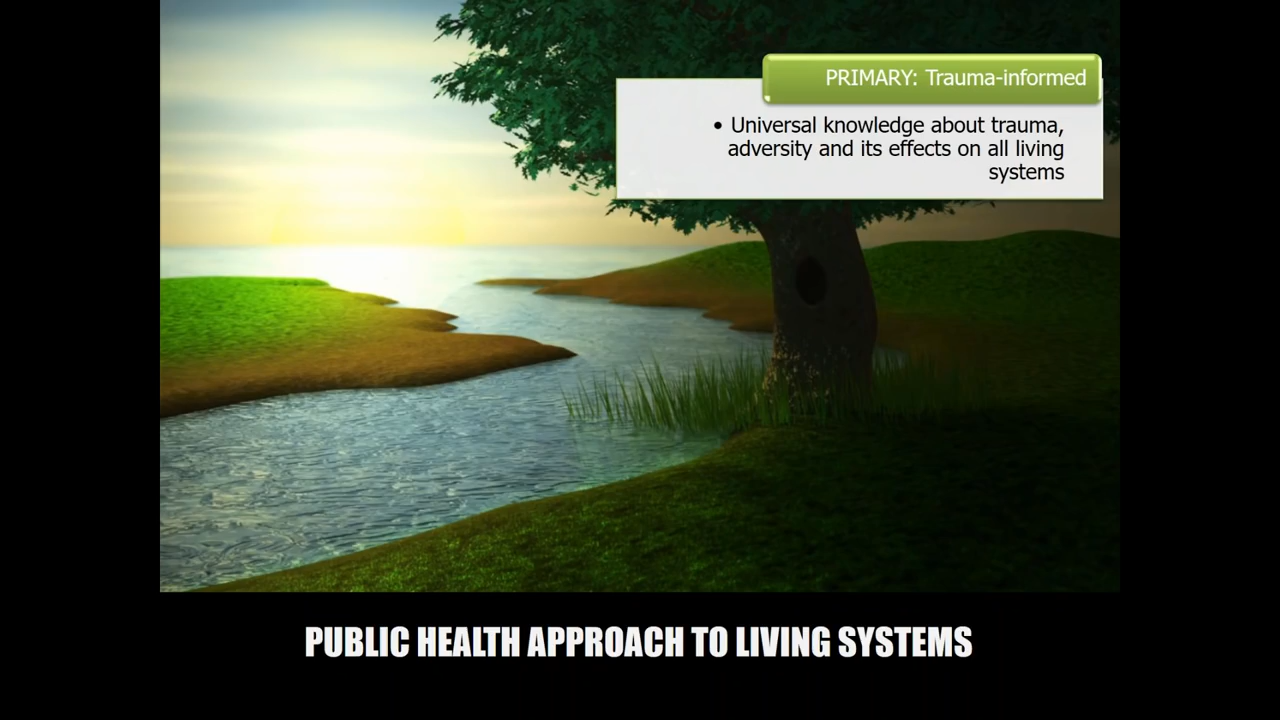 PRIMARY: Trauma-informed
• Universal knowledge about trauma,
adversity and its effects on all living
systems
PUBLIC HEALTH APPROACH TO LIVING SYSTEMS